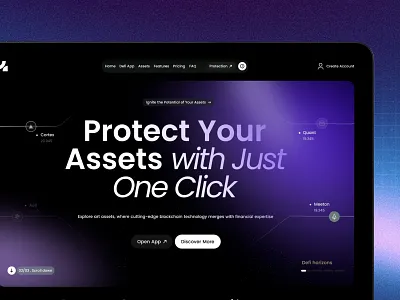 Home Defi App Assets Features Pricing FAQ
Protection ↗
Create Account
Ignite the Potential of Your Assets →
Cortex
Quant
Protect Your
Assets with Just
One Click
Meeton
Explore art assets, where cutting-edge blockchain technology merges with financial expertise
Open App ↗
Discover More
Defi horizons